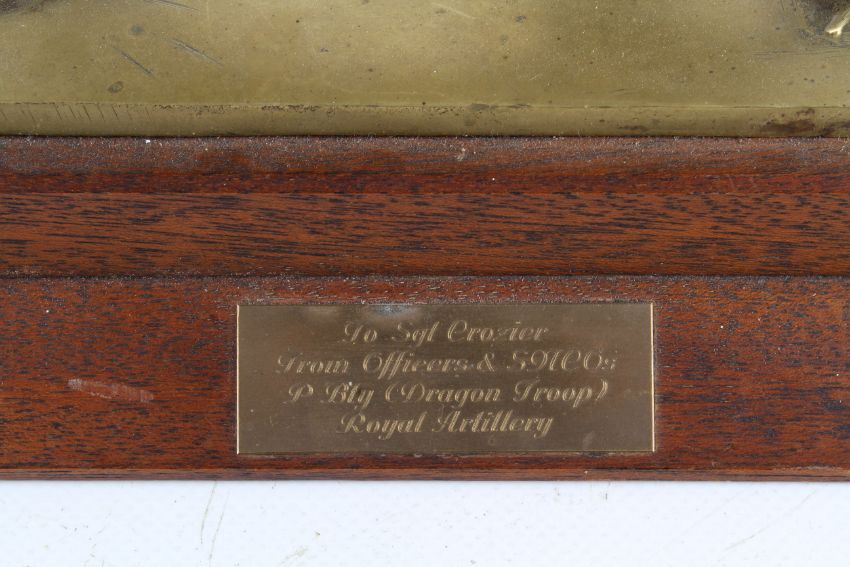 To Sgt Crozier
From Officers & SNCOs
P Bty (Dragon Troop)
Royal Artillery